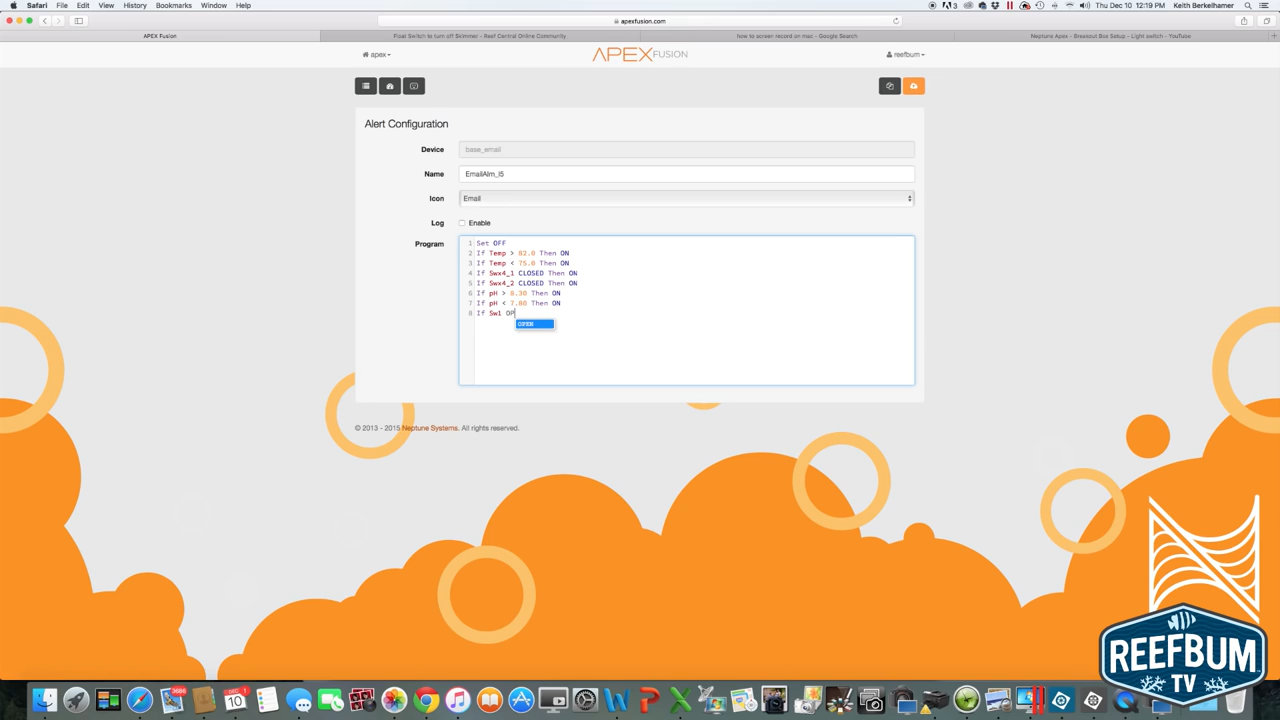 Safari File Edit View History Bookmarks Window Help
3 Thu Dec 10 12:19 PM Keith Berkelhamer
apexfusion.com
APEX Fusion
Float Switch to turn off Skimmer - Reef Central Online Community
how to screen record on mac - Google Search
Neptune Apex - Breakout Box Setup - Light switch - YouTube
apex
APEX FUSION
reefbum
Alert Configuration
Device base_email
Name EmailAlm_I5
Icon Email
Log Enable
Program
1 Set OFF
2 If Temp > 82.0 Then ON
3 If Temp < 75.0 Then ON
4 If Swx4_1 CLOSED Then ON
5 If Swx4_2 CLOSED Then ON
6 If pH > 8.30 Then ON
7 If pH < 7.80 Then ON
8 If Sw1 OP
OPEN
© 2013 - 2015 Neptune Systems. All rights reserved.
REEFBUM
TV